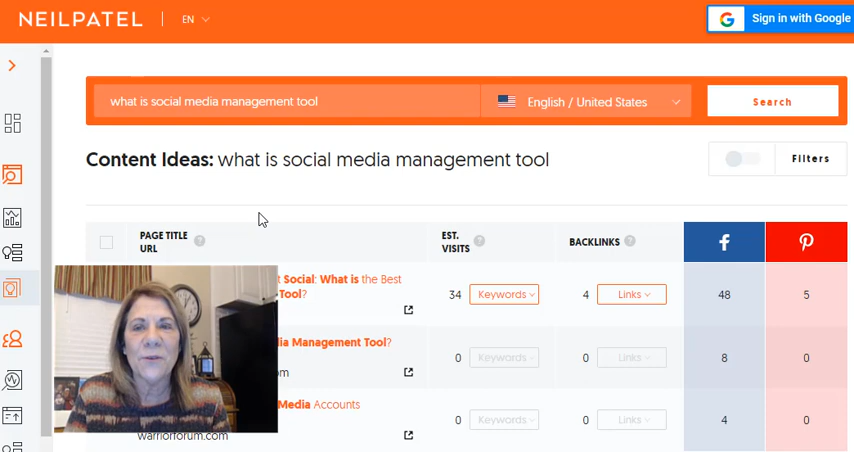 NEILPATEL
EN
Sign in with Google
what is social media management tool
English / United States
Search
Content Ideas: what is social media management tool
Filters
PAGE TITLE
URL
EST.
VISITS
BACKLINKS
t Social: What is the Best
Tool?
34 Keywords 4 Links 48 5
dia Management Tool?
om
0 Keywords 0 Links 8 0
Media Accounts
warriorforum.com
0 Keywords 0 Links 4 0